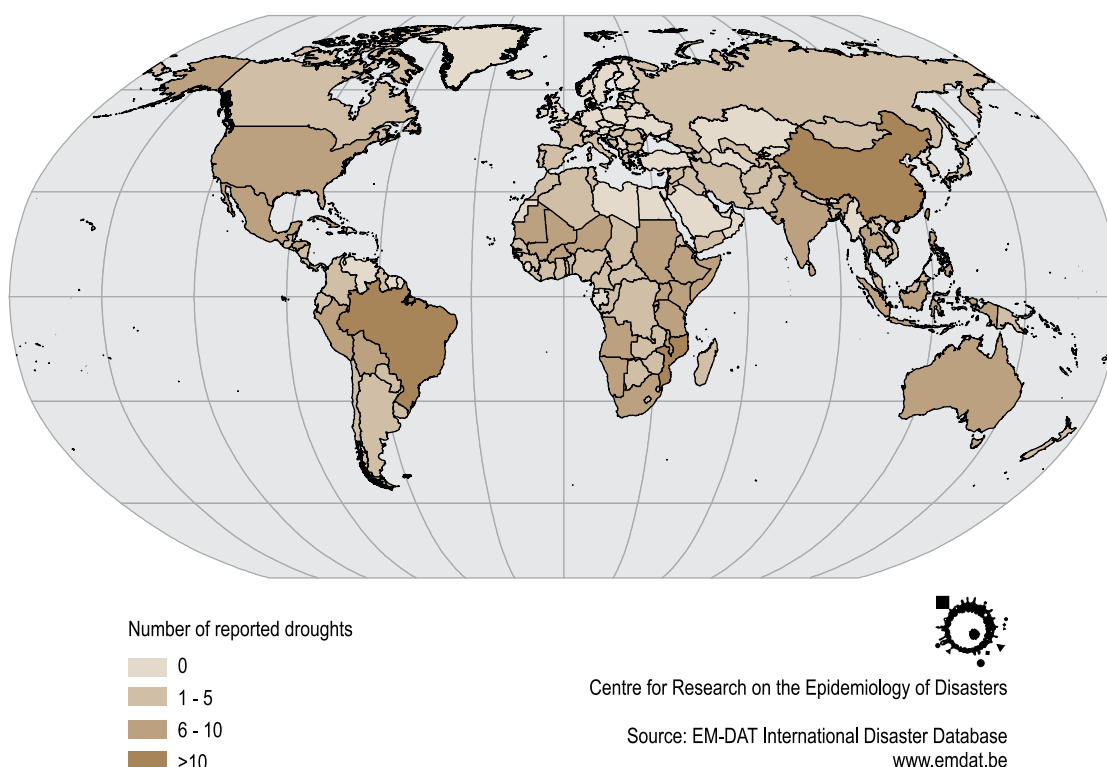 Number of reported droughts
0
1 - 5
6 - 10
>10
Centre for Research on the Epidemiology of Disasters
Source: EM-DAT International Disaster Database
www.emdat.be